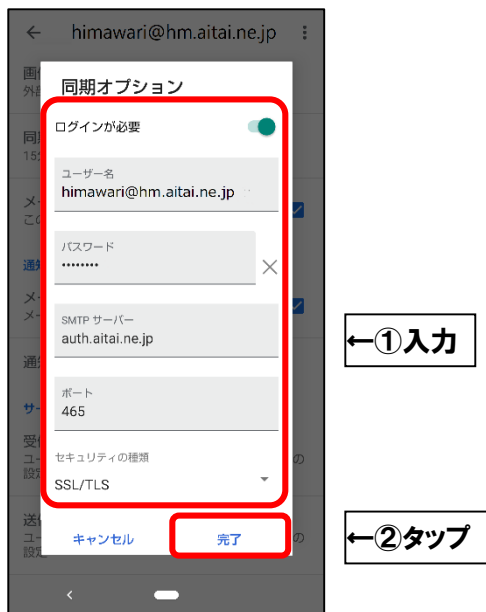 himawari@hm.aitai.ne.jp
同期オプション
ログインが必要
ユーザー名
himawari@hm.aitai.ne.jp
パスワード
••••••••
SMTP サーバー
auth.aitai.ne.jp
ポート
465
セキュリティの種類
SSL/TLS
キャンセル
完了
←①入力
←②タップ